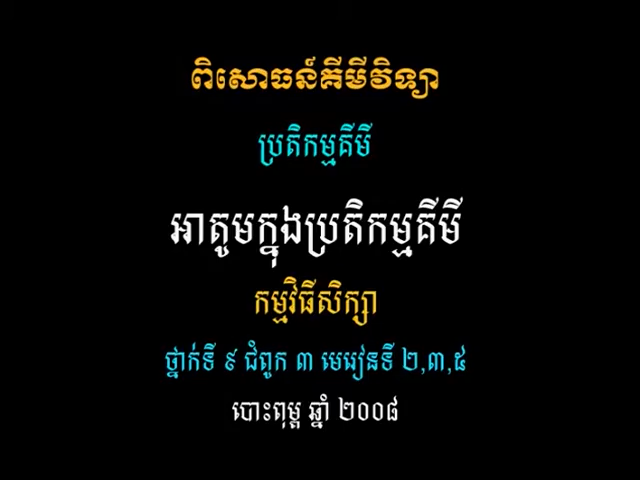 ពិសោធន៍គីមីវិទ្យា
ប្រតិកម្មគីមី
អាតូមក្នុងប្រតិកម្មគីមី
កម្មវិធីសិក្សា
ថ្នាក់ទី ៩ ជំពូក ៣ មេរៀនទី ២,៣,៥
បោះពុម្ព ឆ្នាំ ២០០៨